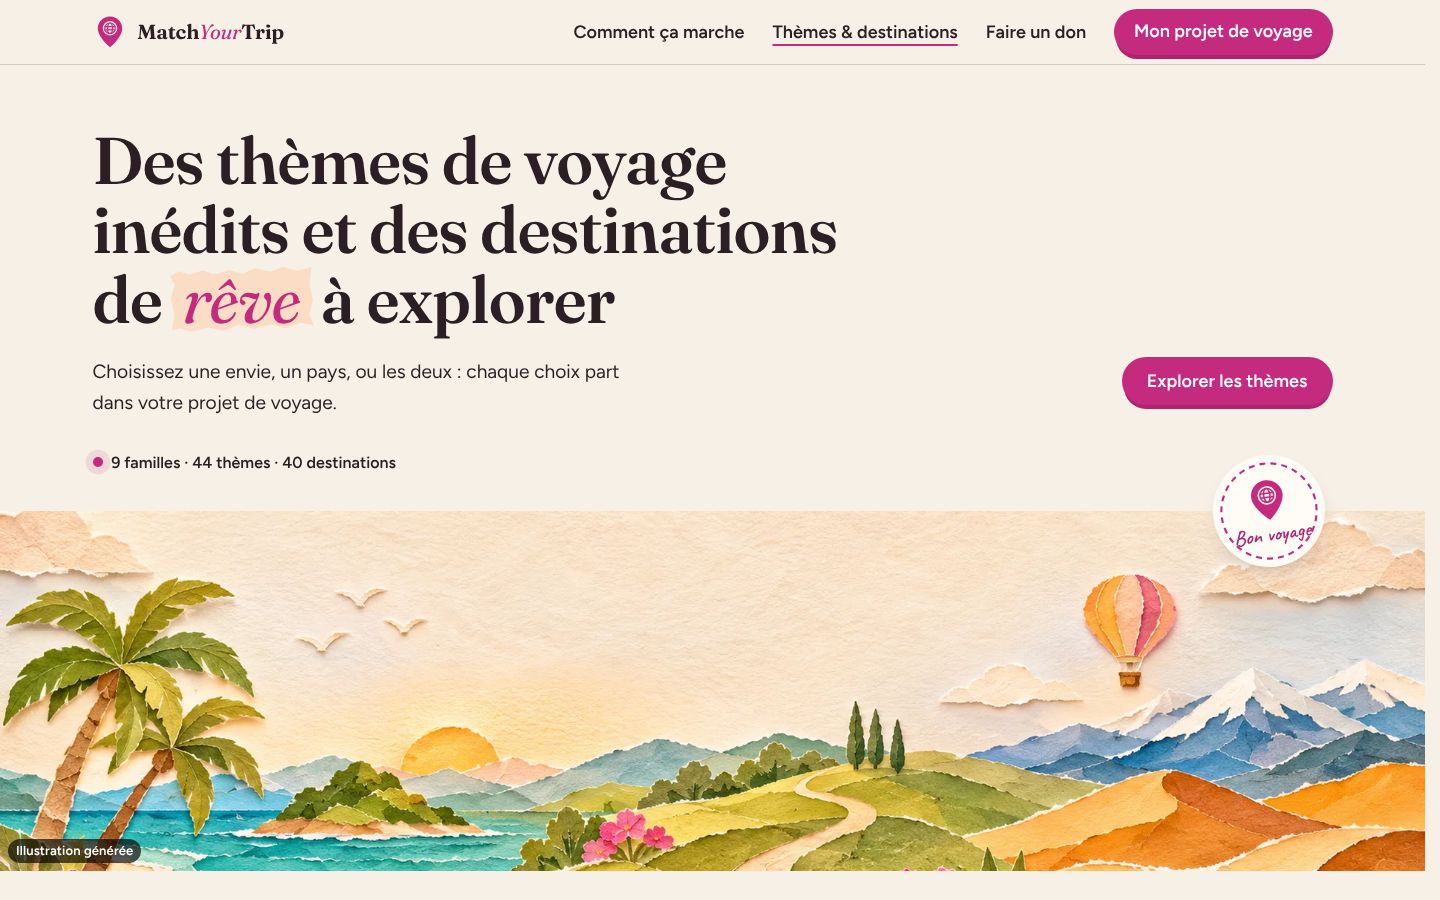 MatchYourTrip
Comment ça marche
Thèmes & destinations
Faire un don
Mon projet de voyage
Des thèmes de voyage
inédits et des destinations
de rêve à explorer
Choisissez une envie, un pays, ou les deux : chaque choix part
dans votre projet de voyage.
Explorer les thèmes
9 familles · 44 thèmes · 40 destinations
Bon voyage
Illustration générée